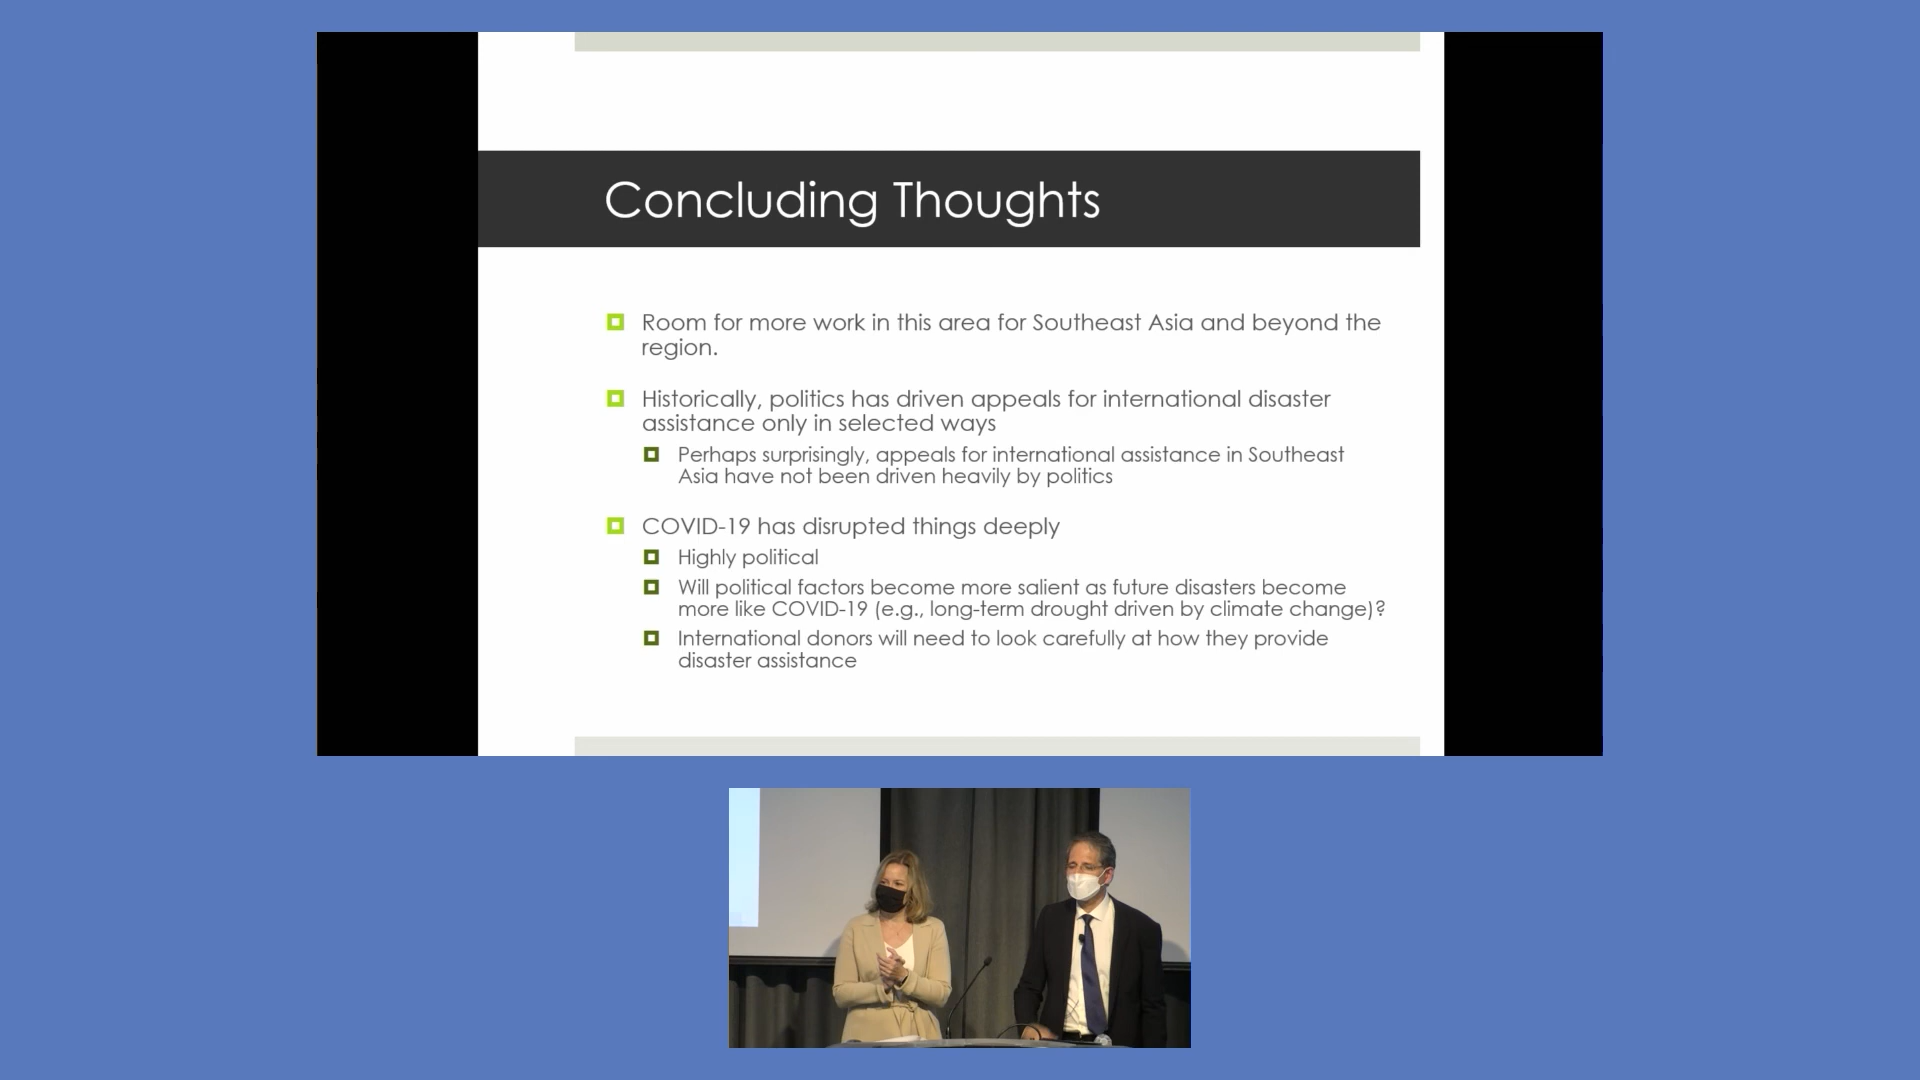 Concluding Thoughts
Room for more work in this area for Southeast Asia and beyond the
region.
Historically, politics has driven appeals for international disaster
assistance only in selected ways
Perhaps surprisingly, appeals for international assistance in Southeast
Asia have not been driven heavily by politics
COVID-19 has disrupted things deeply
Highly political
Will political factors become more salient as future disasters become
more like COVID-19 (e.g., long-term drought driven by climate change)?
International donors will need to look carefully at how they provide
disaster assistance